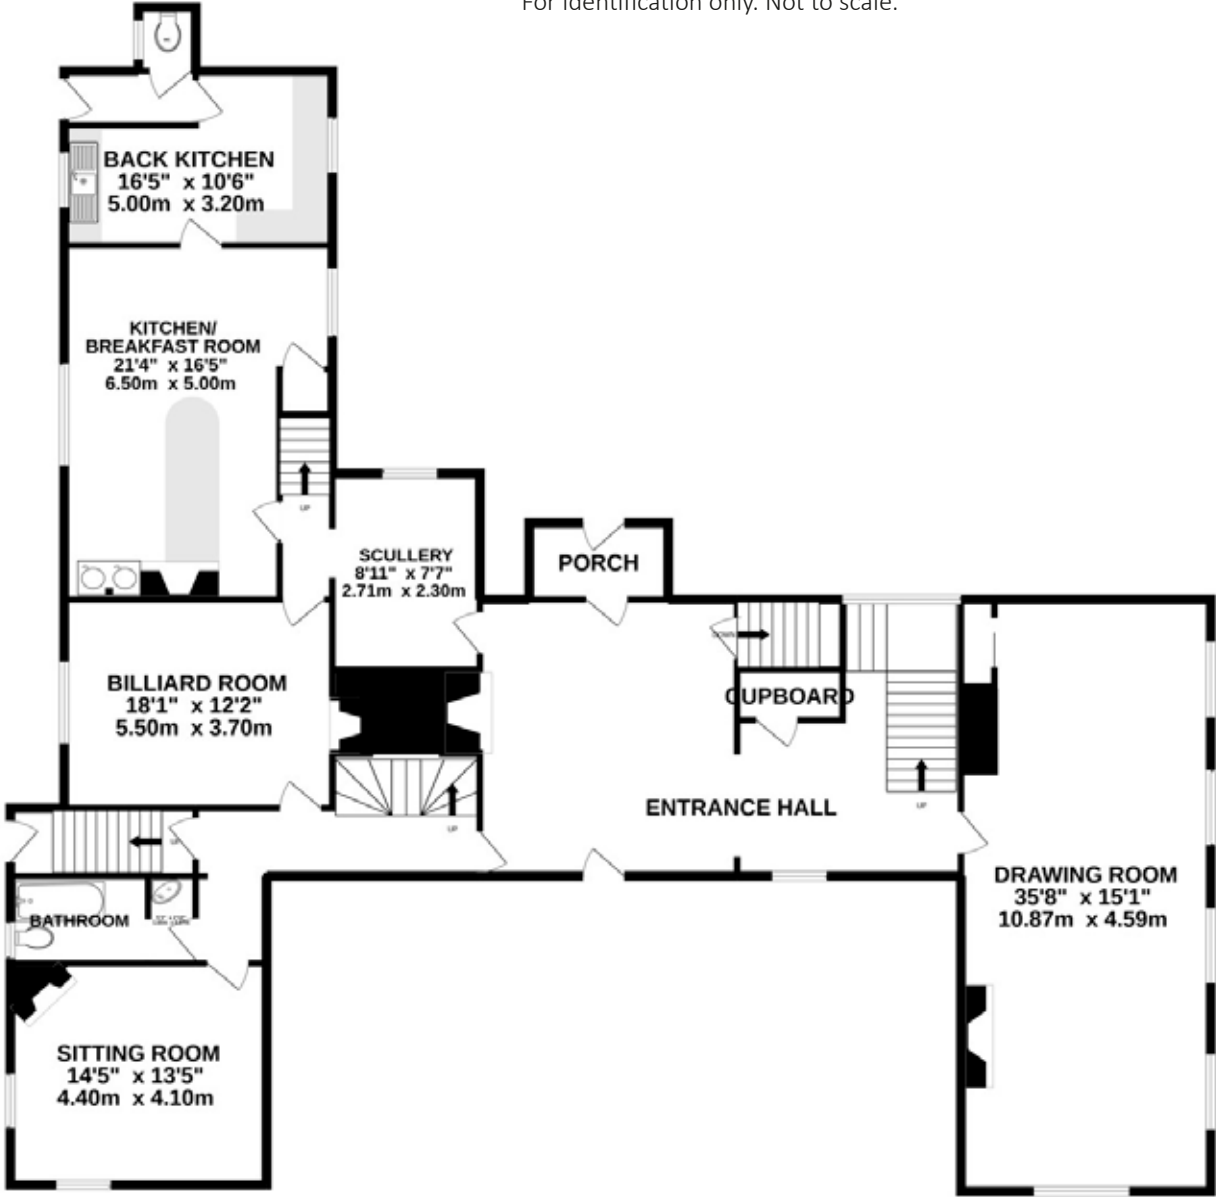 For identification only. Not to scale.
BACK KITCHEN
16'5" x 10'6"
5.00m x 3.20m
KITCHEN/
BREAKFAST ROOM
21'4" x 16'5"
6.50m x 5.00m
UP
SCULLERY
8'11" x 7'7"
2.71m x 2.30m
PORCH
DOWN
BILLIARD ROOM
18'1" x 12'2"
5.50m x 3.70m
CUPBOARD
ENTRANCE HALL
UP
UP
UP
DRAWING ROOM
35'8" x 15'1"
10.87m x 4.59m
BATHROOM
SITTING ROOM
14'5" x 13'5"
4.40m x 4.10m